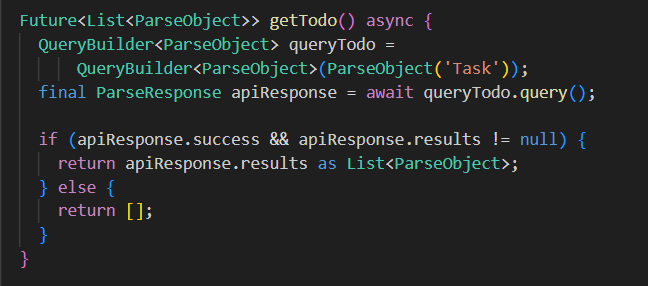 Future<List<ParseObject>> getTodo() async {
  QueryBuilder<ParseObject> queryTodo =
      QueryBuilder<ParseObject>(ParseObject('Task'));
  final ParseResponse apiResponse = await queryTodo.query();

  if (apiResponse.success && apiResponse.results != null) {
    return apiResponse.results as List<ParseObject>;
  } else {
    return [];
  }
}